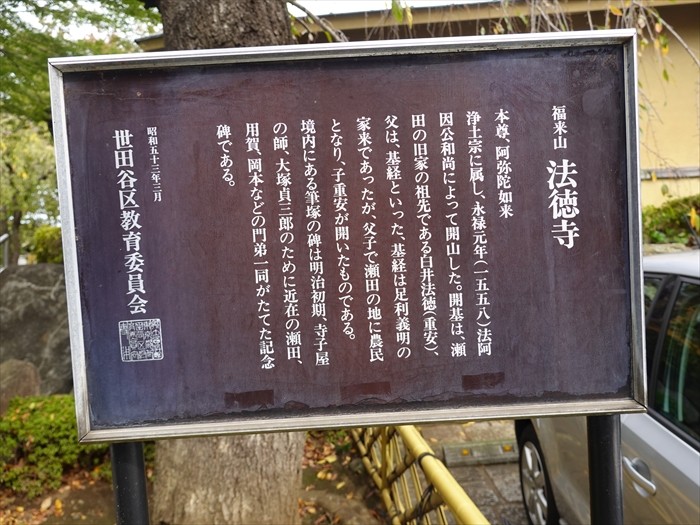 福来山 法徳寺
本尊、阿弥陀如来
浄土宗に属し、永禄元年(一五五八)法阿
因公和尚によって開山した。開基は、瀬
田の旧家の祖先である白井法徳(重安)、
父は、基経といった、基経は足利義明の
家来であったが、父子で瀬田の地に農民
となり、子重安が開いたものである。
境内にある筆塚の碑は明治初期、寺子屋
の師、大塚貞三郎のために近在の瀬田、
用賀、岡本などの門弟一同がたてた記念
碑である。
昭和五十三年三月
世田谷区教育委員会